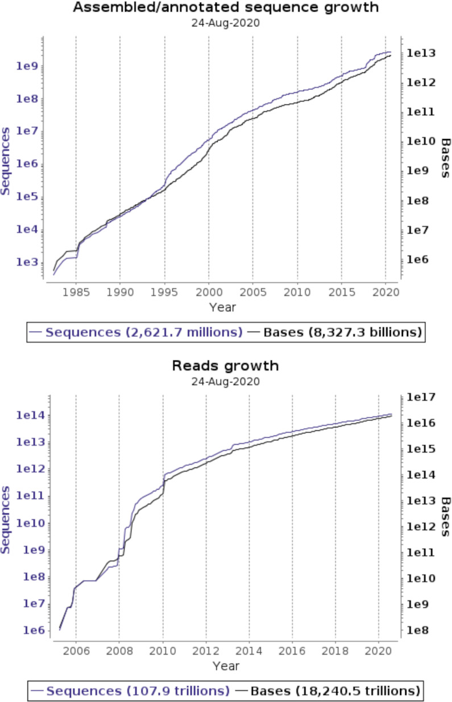 Assembled/annotated sequence growth
24-Aug-2020
1e9
1e8
1e7
1e6
1e5
1e4
1e3
Sequences
1e13
1e12
1e11
1e10
1e9
1e8
1e7
1e6
Bases
1985 1990 1995 2000 2005 2010 2015 2020
Year
Sequences (2,621.7 millions) Bases (8,327.3 billions)
Reads growth
24-Aug-2020
1e14
1e13
1e12
1e11
1e10
1e9
1e8
1e7
1e6
Sequences
1e17
1e16
1e15
1e14
1e13
1e12
1e11
1e10
1e9
1e8
Bases
2006 2008 2010 2012 2014 2016 2018 2020
Year
Sequences (107.9 trillions) Bases (18,240.5 trillions)